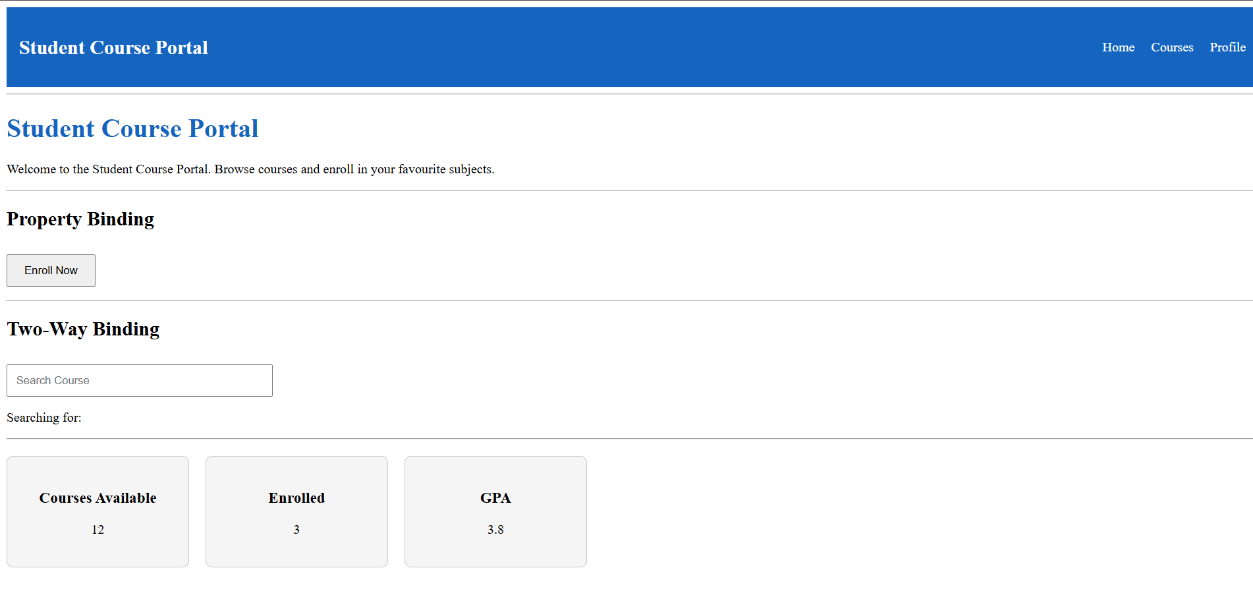 Student Course Portal Home Courses Profile
Student Course Portal
Welcome to the Student Course Portal. Browse courses and enroll in your favourite subjects.
Property Binding
Enroll Now
Two-Way Binding
Search Course
Searching for:
Courses Available Enrolled GPA
12 3 3.8